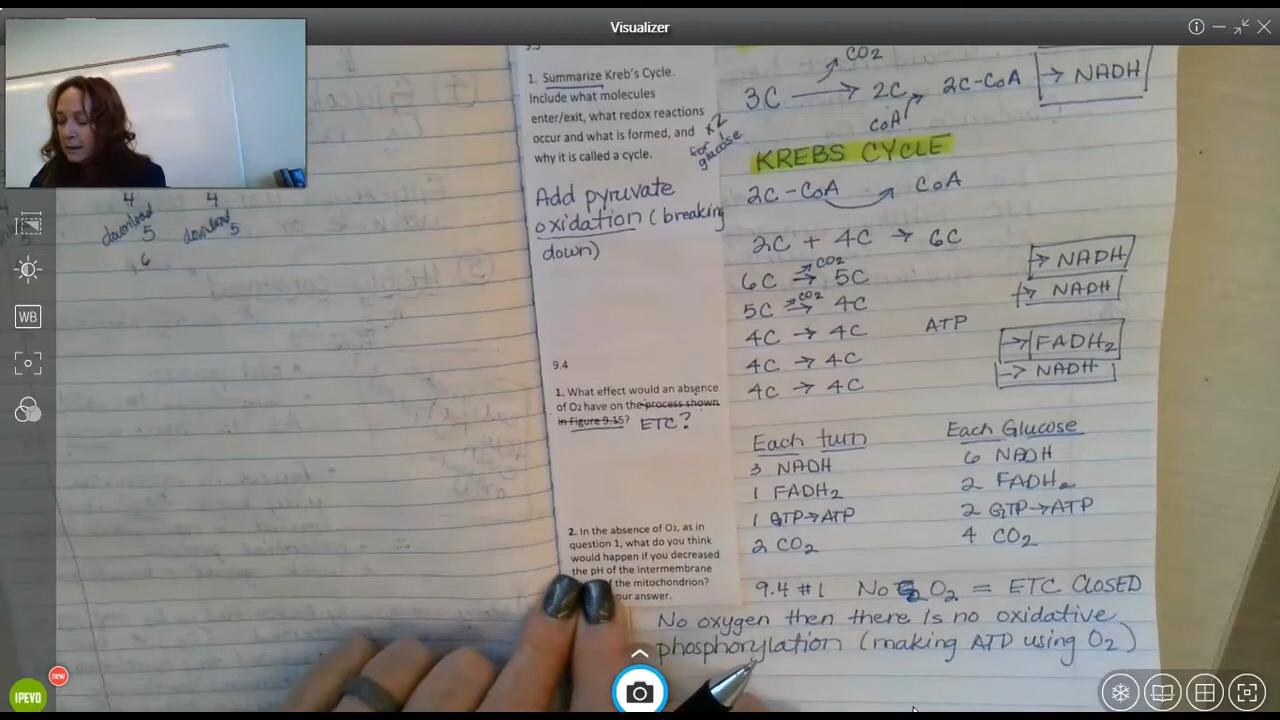 Visualizer
9.3
1. Summarize Kreb's Cycle.
Include what molecules
enter/exit, what redox reactions
occur and what is formed, and
why it is called a cycle.
x2
for
glucose
Add pyruvate
oxidation (breaking
down)
9.4
1. What effect would an absence
of O2 have on the process shown
in Figure 9.15? ETC?
2. In the absence of O2, as in
question 1, what do you think
would happen if you decreased
the pH of the intermembrane
of the mitochondrion?
our answer.
CO2
3C → 2C 2C-CoA → NADH
CoA
KREBS CYCLE
2C-CoA → CoA
2C + 4C → 6C
6C → CO2 5C → NADH
5C → CO2 4C → NADH
4C → 4C ATP
4C → 4C → FADH2
4C → 4C → NADH
Each turn
3 NADH
1 FADH2
1 GTP→ATP
2 CO2
Each Glucose
6 NADH
2 FADH2
2 GTP→ATP
4 CO2
9.4 #1 No O2 = ETC CLOSED
No oxygen then there is no oxidative
phosphorylation (making ATP using O2)
4 4
download download
5 5
6
WB
new
IPEVO